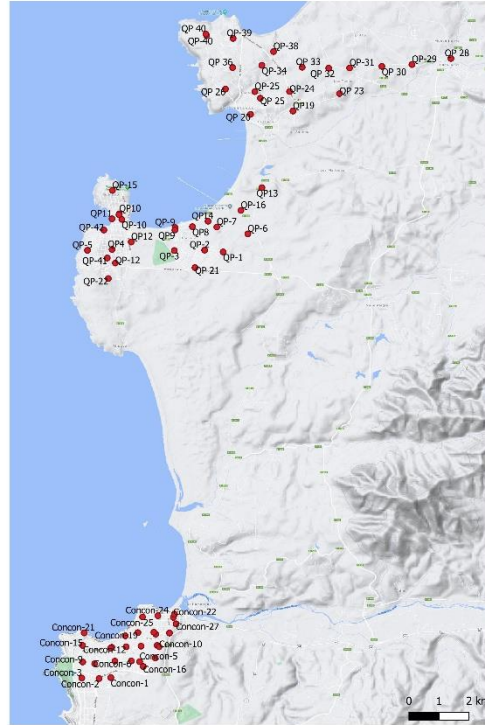 QP 40
QP-40
QP-39
QP-38
QP 36
QP-34
QP 33
QP 32
QP-31
QP 30
QP-29
QP 28
QP 26
QP-25
QP 25
QP-24
QP 23
QP 20
QP19
QP13
QP-15
QP-16
QP10
QP11
QP-10
QP-42
QP12
QP-9
QP9
QP14
QP8
QP-7
QP-6
QP-5
QP4
QP-3
QP-2
QP-1
QP-41
QP-12
QP-22
QP 21
Concon-24
Concon-22
Concon-25
Concon-27
Concon-21
Concon-19
Concon-15
Concon-12
Concon-10
Concon-9
Concon-6
Concon-5
Concon-3
Concon-16
Concon-2
Concon-1
0 1 2 km